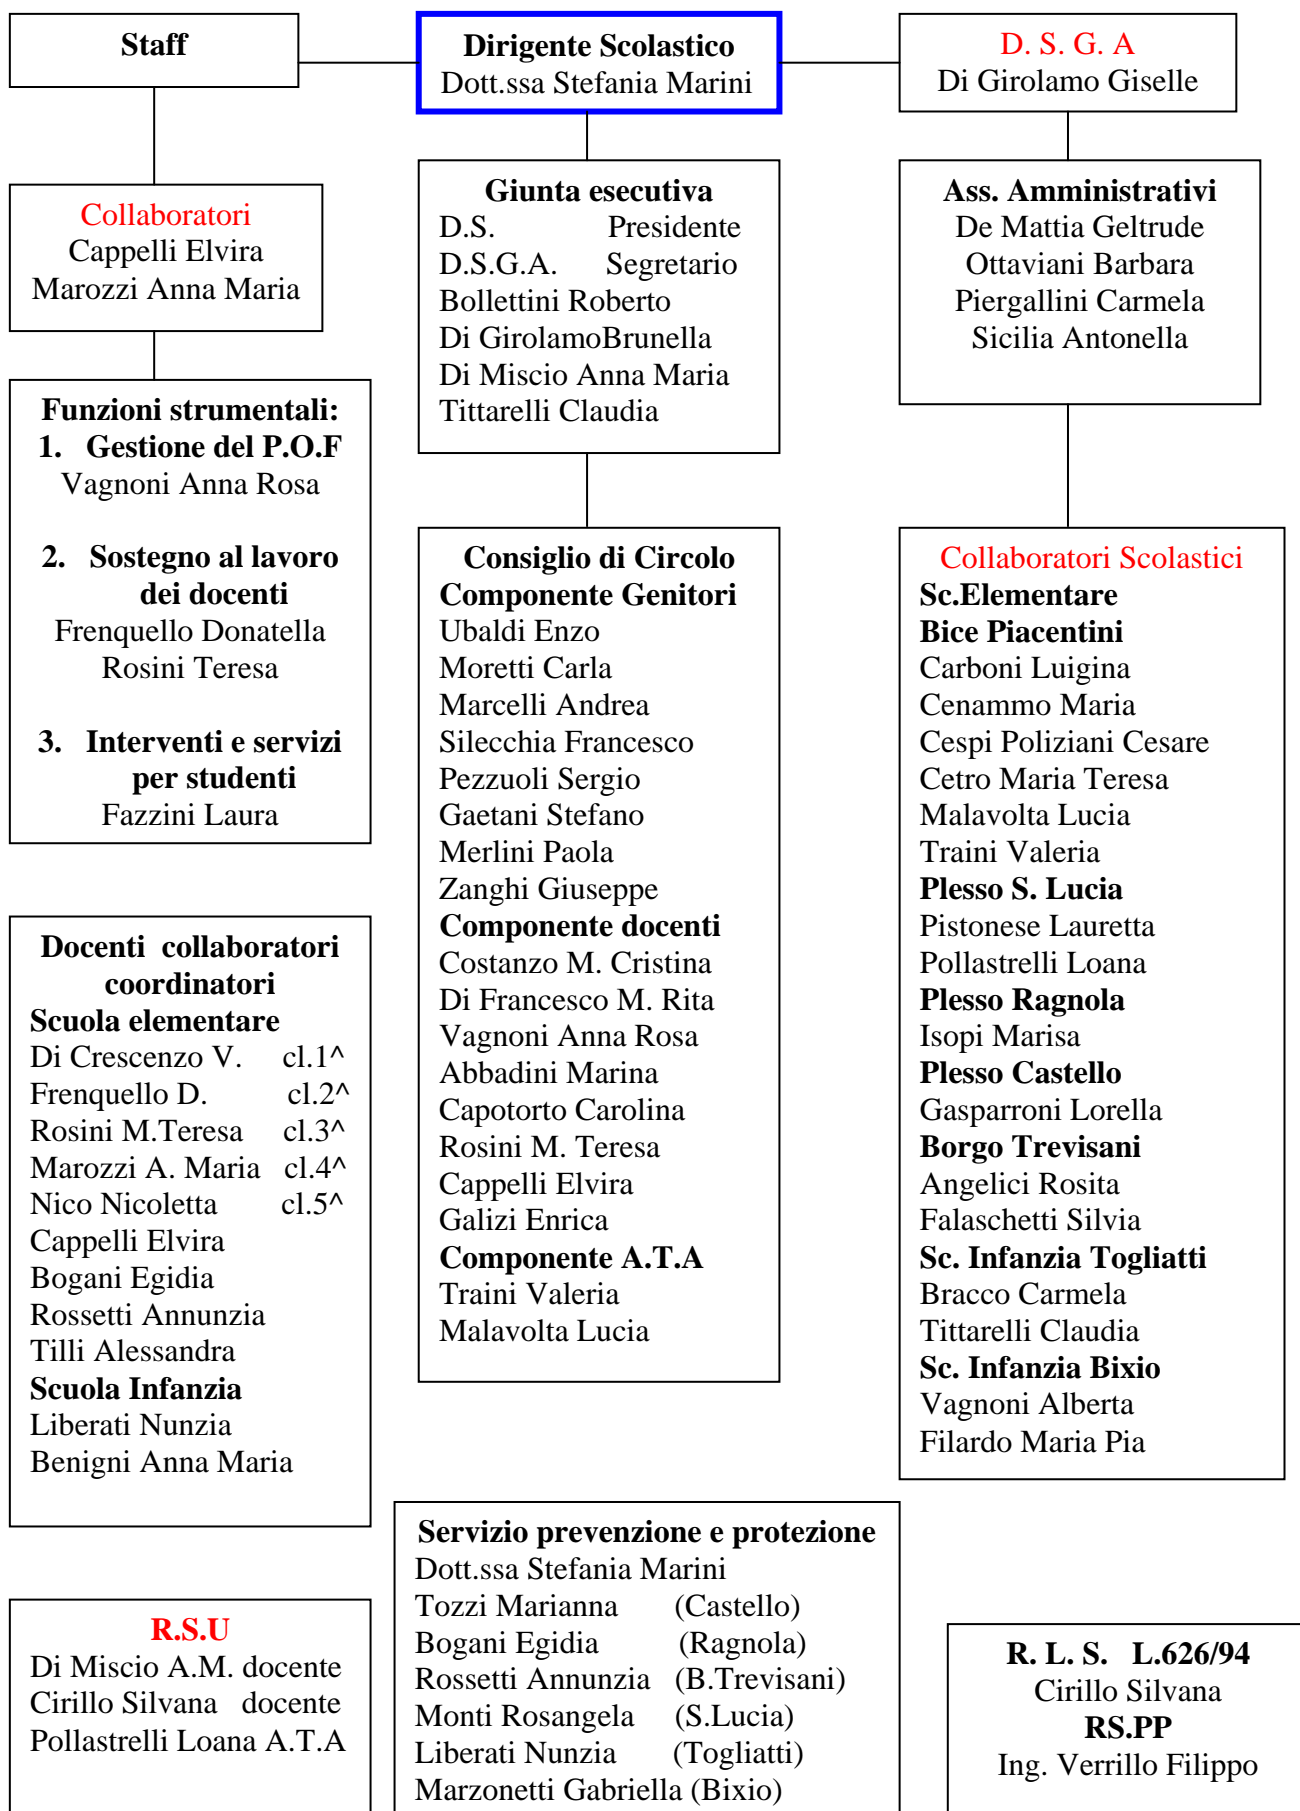 Staff
Dirigente Scolastico
Dott.ssa Stefania Marini
D. S. G. A
Di Girolamo Giselle
Collaboratori
Cappelli Elvira
Marozzi Anna Maria
Giunta esecutiva
D.S. Presidente
D.S.G.A. Segretario
Bollettini Roberto
Di GirolamoBrunella
Di Miscio Anna Maria
Tittarelli Claudia
Ass. Amministrativi
De Mattia Geltrude
Ottaviani Barbara
Piergallini Carmela
Sicilia Antonella
Funzioni strumentali:
1. Gestione del P.O.F
Vagnoni Anna Rosa
2. Sostegno al lavoro
dei docenti
Frenquello Donatella
Rosini Teresa
3. Interventi e servizi
per studenti
Fazzini Laura
Consiglio di Circolo
Componente Genitori
Ubaldi Enzo
Moretti Carla
Marcelli Andrea
Silecchia Francesco
Pezzuoli Sergio
Gaetani Stefano
Merlini Paola
Zanghi Giuseppe
Componente docenti
Costanzo M. Cristina
Di Francesco M. Rita
Vagnoni Anna Rosa
Abbadini Marina
Capotorto Carolina
Rosini M. Teresa
Cappelli Elvira
Galizi Enrica
Componente A.T.A
Traini Valeria
Malavolta Lucia
Collaboratori Scolastici
Sc.Elementare
Bice Piacentini
Carboni Luigina
Cenammo Maria
Cespi Poliziani Cesare
Cetro Maria Teresa
Malavolta Lucia
Traini Valeria
Plesso S. Lucia
Pistonese Lauretta
Pollastrelli Loana
Plesso Ragnola
Isopi Marisa
Plesso Castello
Gasparroni Lorella
Borgo Trevisani
Angelici Rosita
Falaschetti Silvia
Sc. Infanzia Togliatti
Bracco Carmela
Tittarelli Claudia
Sc. Infanzia Bixio
Vagnoni Alberta
Filardo Maria Pia
Docenti collaboratori
coordinatori
Scuola elementare
Di Crescenzo V. cl.1^
Frenquello D. cl.2^
Rosini M.Teresa cl.3^
Marozzi A. Maria cl.4^
Nico Nicoletta cl.5^
Cappelli Elvira
Bogani Egidia
Rossetti Annunzia
Tilli Alessandra
Scuola Infanzia
Liberati Nunzia
Benigni Anna Maria
Servizio prevenzione e protezione
Dott.ssa Stefania Marini
Tozzi Marianna (Castello)
Bogani Egidia (Ragnola)
Rossetti Annunzia (B.Trevisani)
Monti Rosangela (S.Lucia)
Liberati Nunzia (Togliatti)
Marzonetti Gabriella (Bixio)
R.S.U
Di Miscio A.M. docente
Cirillo Silvana docente
Pollastrelli Loana A.T.A
R. L. S. L.626/94
Cirillo Silvana
RS.PP
Ing. Verrillo Filippo